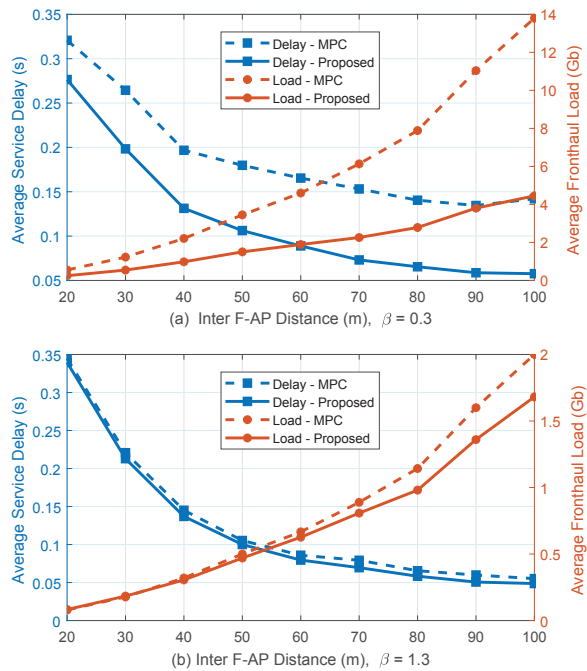 0.35
0.3
0.25
0.2
0.15
0.1
0.05
Average Service Delay (s)
Delay - MPC
Delay - Proposed
Load - MPC
Load - Proposed
14
12
10
8
6
4
2
0
Average Fronthaul Load (Gb)
20 30 40 50 60 70 80 90 100
(a) Inter F-AP Distance (m), β = 0.3
0.35
0.3
0.25
0.2
0.15
0.1
0.05
0
Average Service Delay (s)
Delay - MPC
Delay - Proposed
Load - MPC
Load - Proposed
2
1.5
1
0.5
0
Average Fronthaul Load (Gb)
20 30 40 50 60 70 80 90 100
(b) Inter F-AP Distance (m), β = 1.3